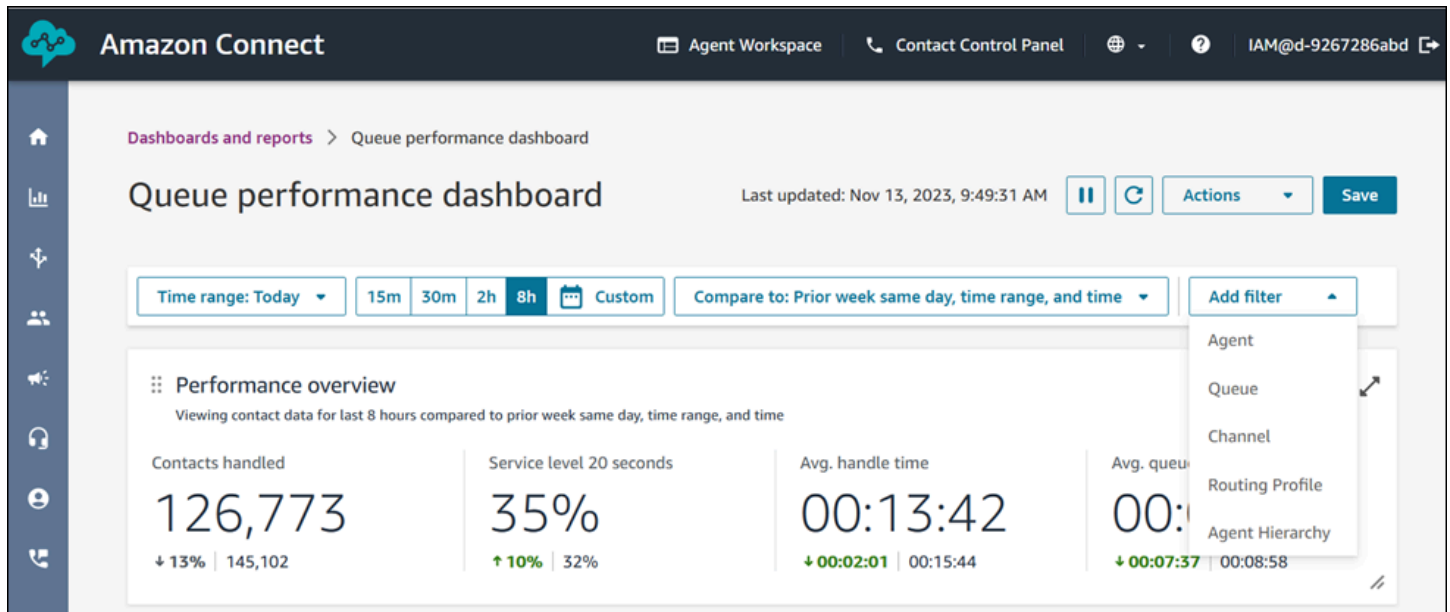 Amazon Connect
Agent Workspace
Contact Control Panel
IAM@d-9267286abd
Dashboards and reports > Queue performance dashboard
Queue performance dashboard
Last updated: Nov 13, 2023, 9:49:31 AM
Actions
Save
Time range: Today
15m 30m 2h 8h Custom
Compare to: Prior week same day, time range, and time
Add filter
Agent
Queue
Channel
Routing Profile
Agent Hierarchy
Performance overview
Viewing contact data for last 8 hours compared to prior week same day, time range, and time
Contacts handled
126,773
↓ 13% | 145,102
Service level 20 seconds
35%
↑ 10% | 32%
Avg. handle time
00:13:42
↓ 00:02:01 | 00:15:44
Avg.
00:
↓ 00:07:37 | 00:08:58